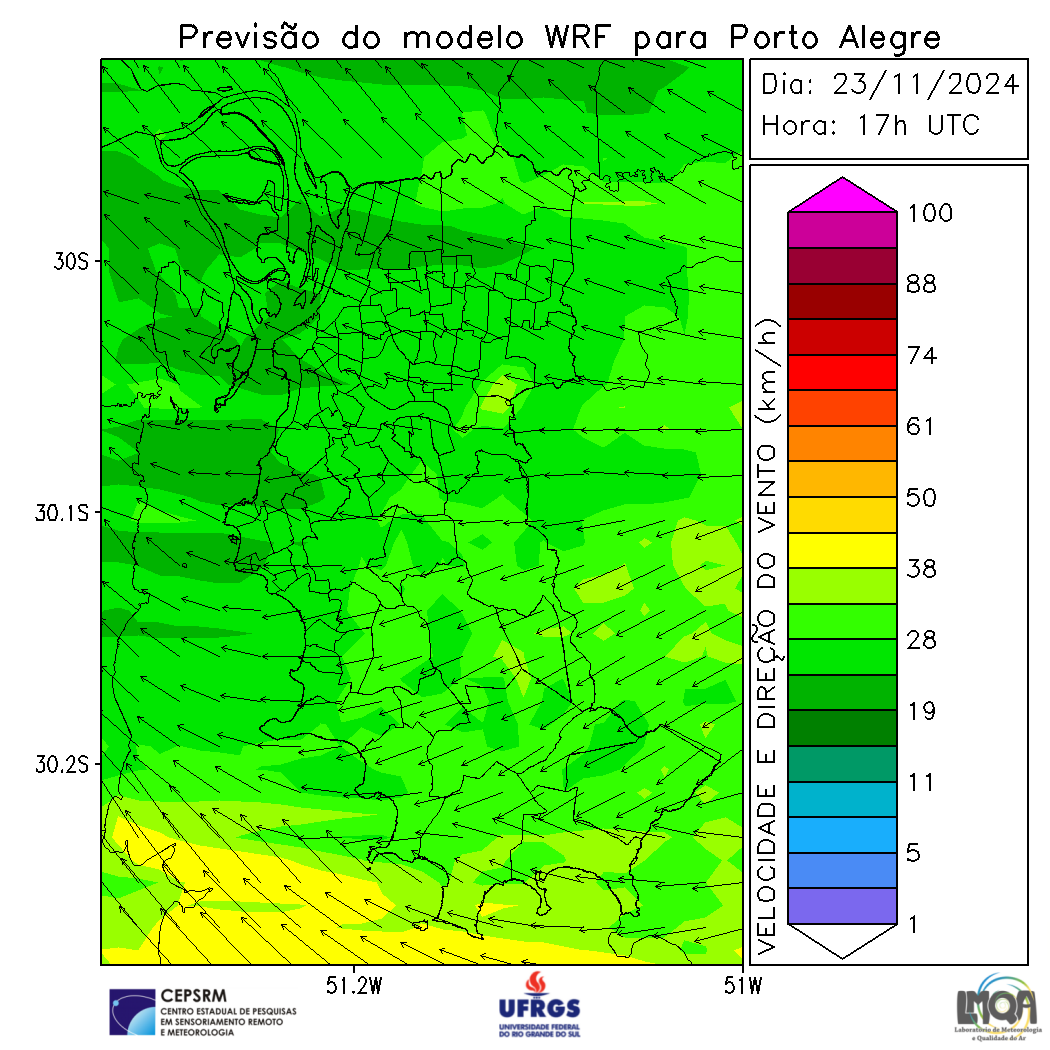 Previsão do modelo WRF para Porto Alegre
Dia: 23/11/2024
Hora: 17h UTC
30S
30.1S
30.2S
51.2W
51W
VELOCIDADE E DIREÇÃO DO VENTO (km/h)
100
88
74
61
50
38
28
19
11
5
1
CEPSRM
CENTRO ESTADUAL DE PESQUISAS
EM SENSORIAMENTO REMOTO
E METEOROLOGIA
UFRGS
UNIVERSIDADE FEDERAL
DO RIO GRANDE DO SUL
LMQA
Laboratório de Meteorologia
e Qualidade do Ar